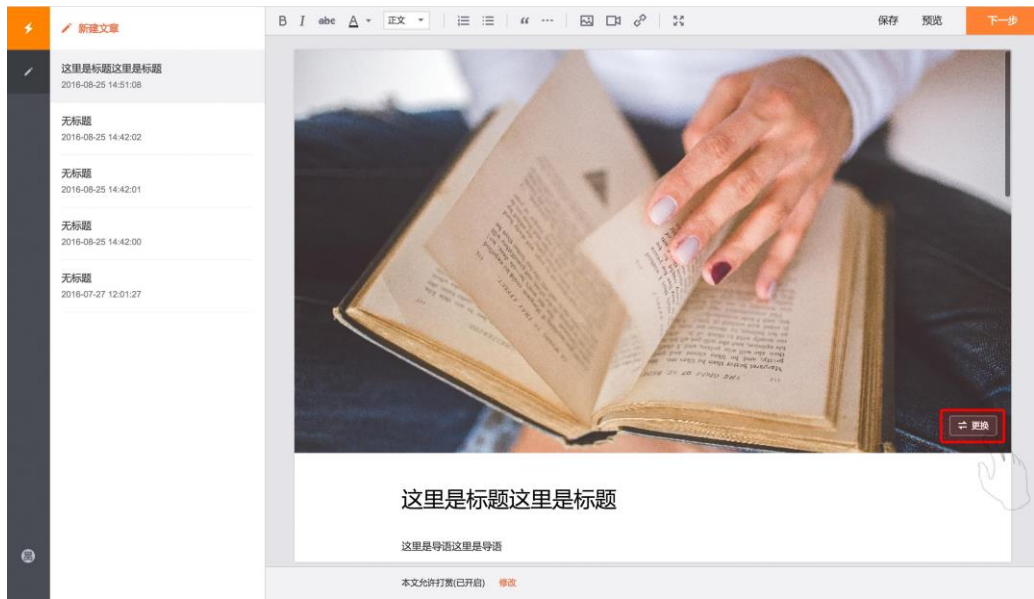 新建文章
B I abc A 正文
保存 预览 下一步
这里是标题这里是标题
2016-08-25 14:51:08
无标题
2016-08-25 14:42:02
无标题
2016-08-25 14:42:01
无标题
2016-08-25 14:42:00
无标题
2016-07-27 12:01:27
更换
这里是标题这里是标题
这里是导语这里是导语
本文允许打赏(已开启) 修改